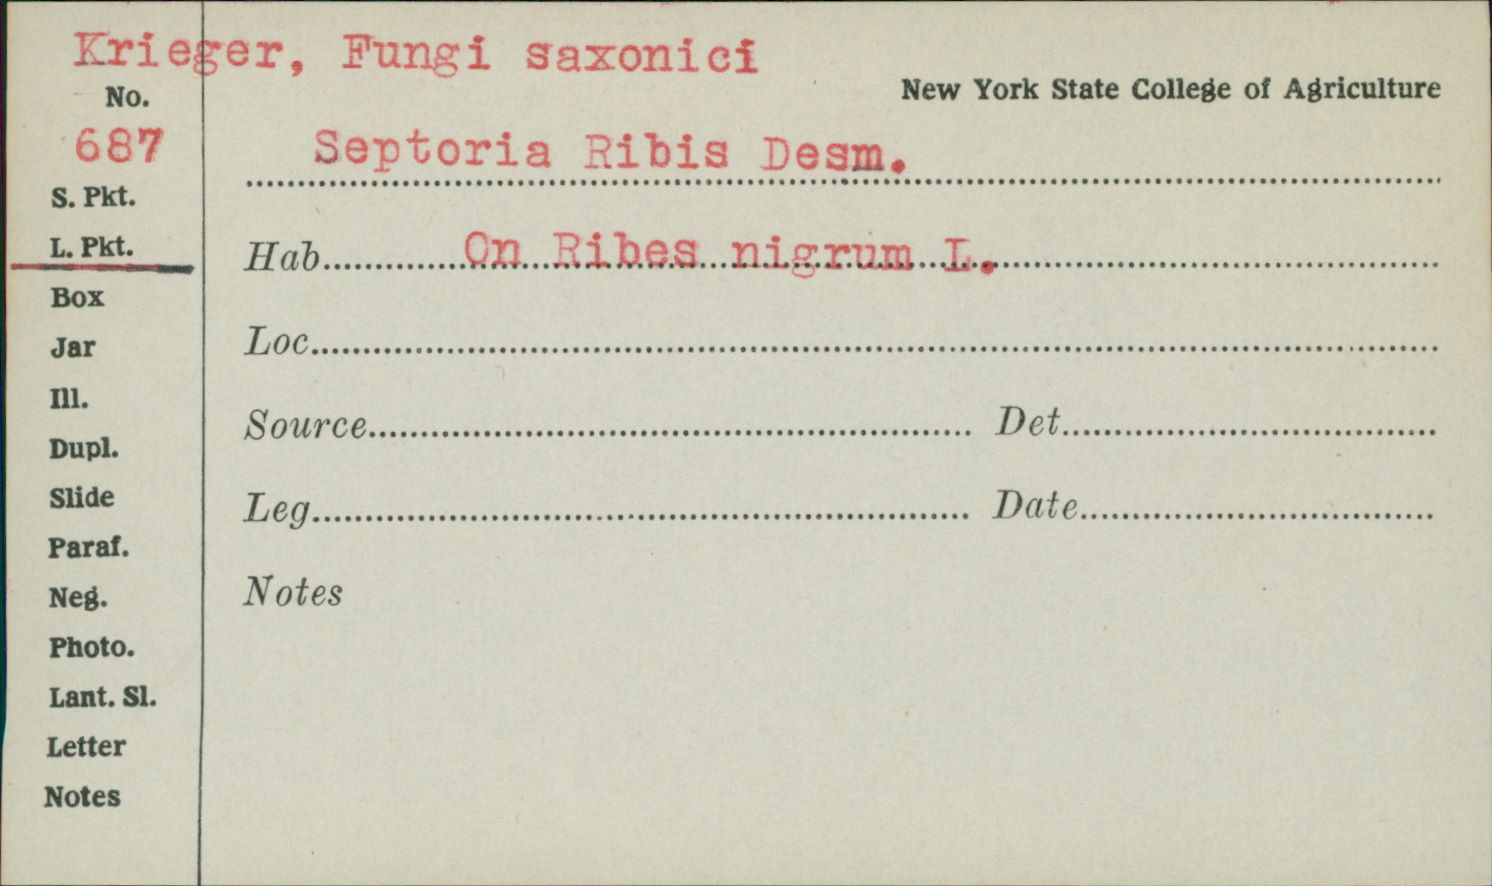 Krieger, Fungi saxonici
New York State College of Agriculture
No.
687
Septoria Ribis Desm.
S. Pkt.
L. Pkt.
Hab. On Ribes nigrum L.
Box
Jar
Loc.
Ill.
Source Det.
Dupl.
Slide
Leg. Date
Paraf.
Neg.
Notes
Photo.
Lant. Sl.
Letter
Notes